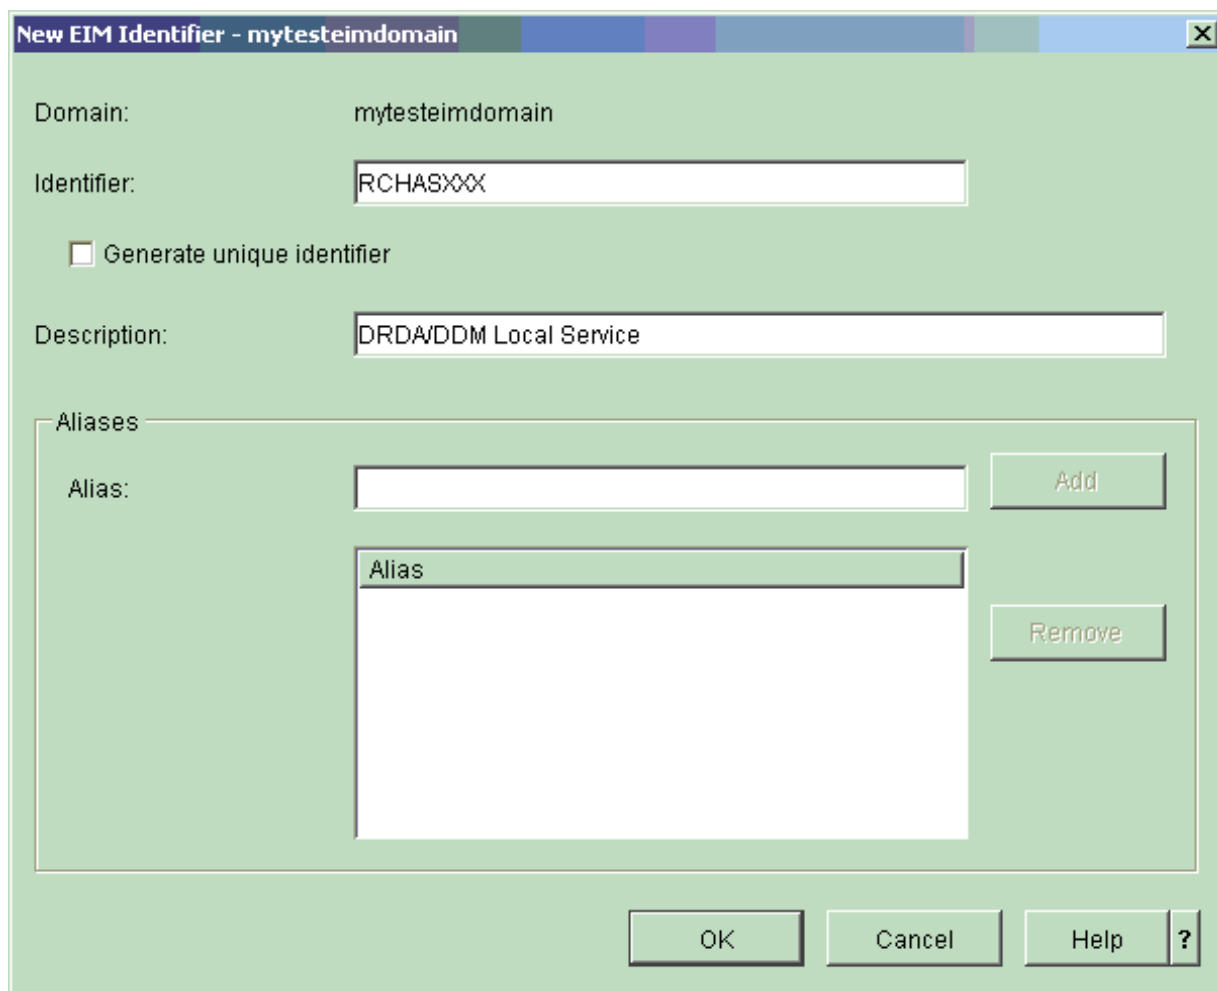 New EIM Identifier - mytesteimdomain
Domain: mytesteimdomain
Identifier: RCHASXXX
Generate unique identifier
Description: DRDA/DDM Local Service
Aliases
Alias: Add
Alias
Remove
OK Cancel Help ?